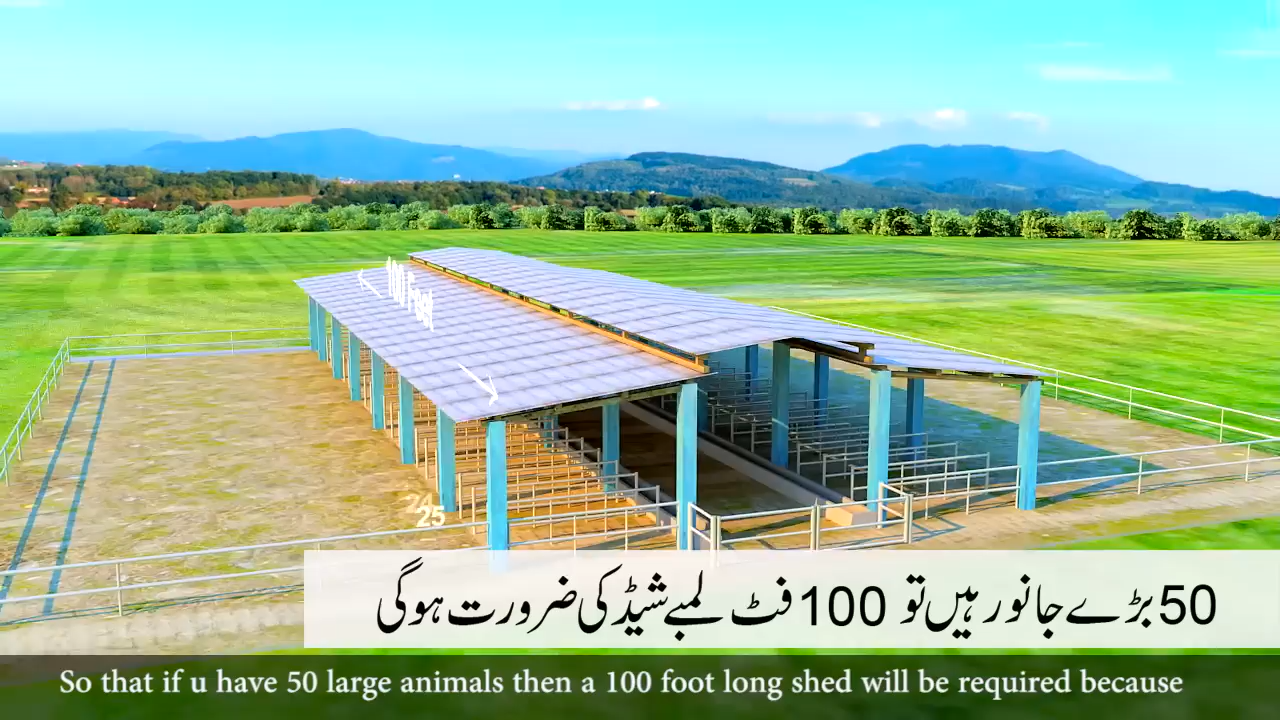 100 Foot
24
25
50 بڑے جانور ہیں تو 100 فٹ لمبے شیڈ کی ضرورت ہوگی
So that if u have 50 large animals then a 100 foot long shed will be required because